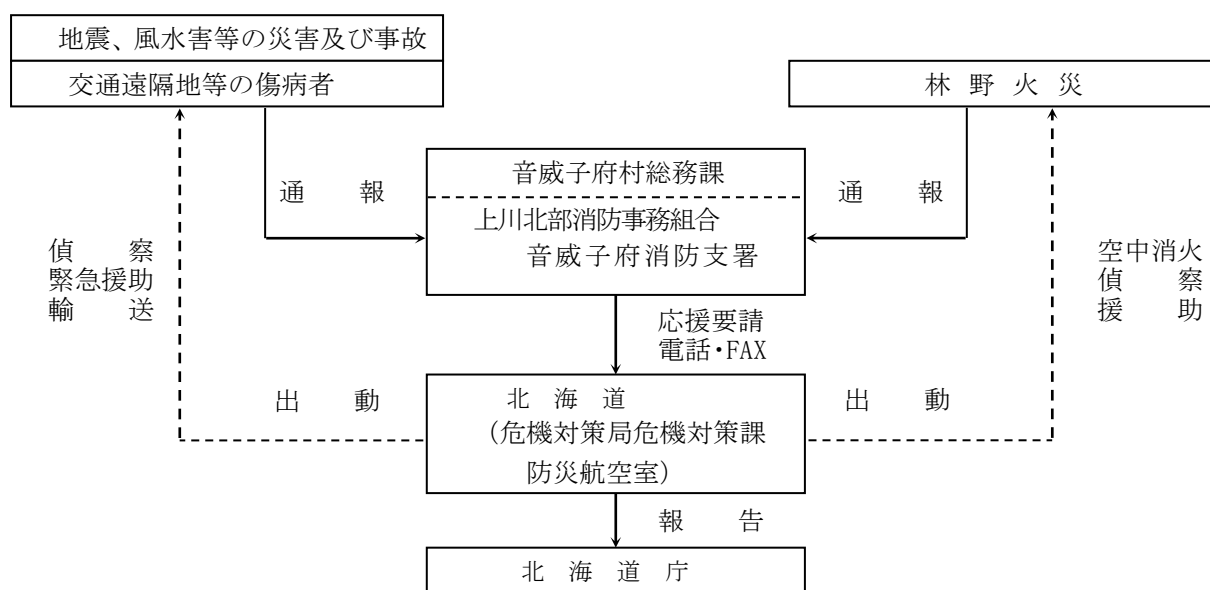 地震、風水害等の災害及び事故
交通遠隔地等の傷病者
林野火災
音威子府村総務課
通　報
通　報
上川北部消防事務組合
音威子府消防支署
偵　察
緊急援助
輸　送
空中消火
偵　察
援　助
応援要請
電話・FAX
出　動
北　海　道
出　動
（危機対策局危機対策課
防災航空室）
報　告
北　海　道　庁